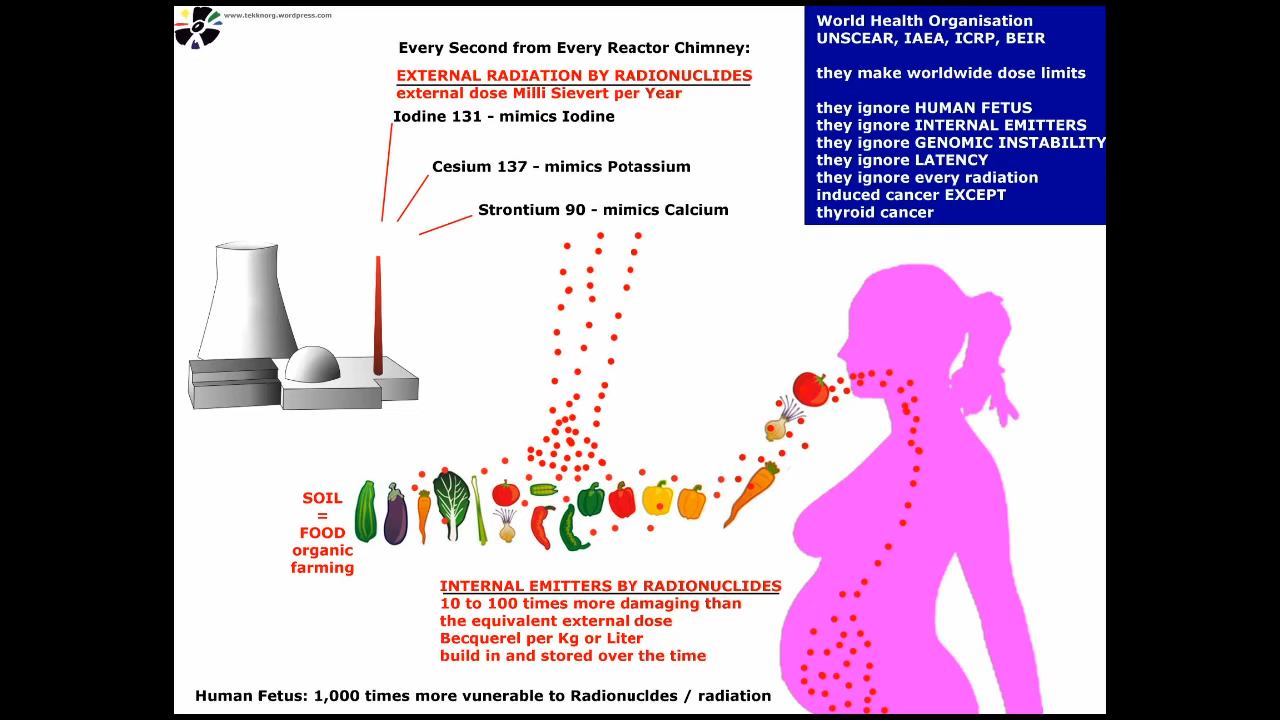 www.tekknorg.wordpress.com
Every Second from Every Reactor Chimney:
EXTERNAL RADIATION BY RADIONUCLIDES
external dose Milli Sievert per Year
Iodine 131 - mimics Iodine
Cesium 137 - mimics Potassium
Strontium 90 - mimics Calcium
World Health Organisation
UNSCEAR, IAEA, ICRP, BEIR
they make worldwide dose limits
they ignore HUMAN FETUS
they ignore INTERNAL EMITTERS
they ignore GENOMIC INSTABILITY
they ignore LATENCY
they ignore every radiation
induced cancer EXCEPT
thyroid cancer
SOIL
=
FOOD
organic
farming
INTERNAL EMITTERS BY RADIONUCLIDES
10 to 100 times more damaging than
the equivalent external dose
Becquerel per Kg or Liter
build in and stored over the time
Human Fetus: 1,000 times more vunerable to Radionucldes / radiation